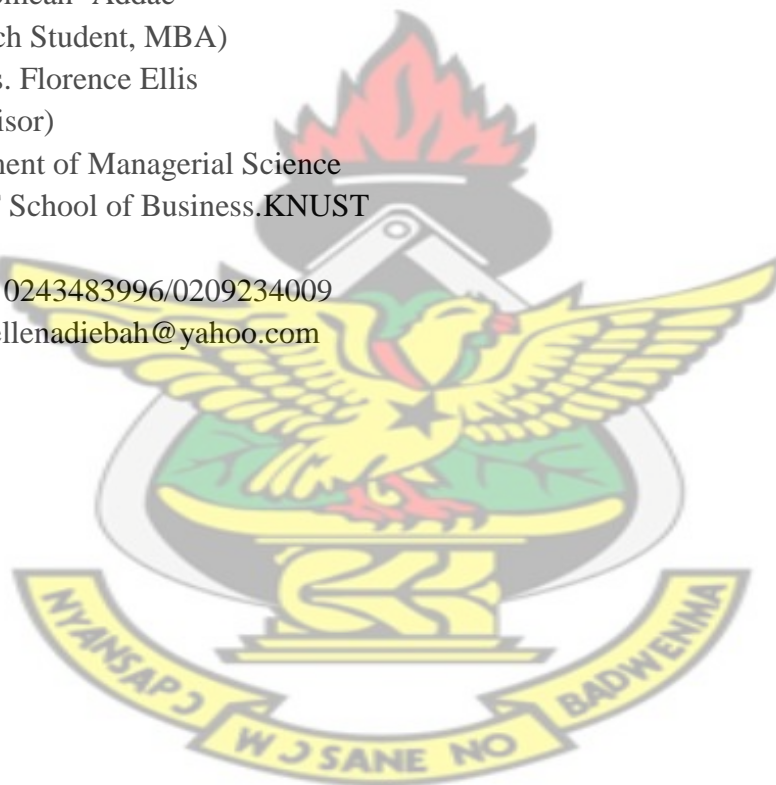 Addae
ch Student, MBA)
s. Florence Ellis
isor)
ment of Managerial Science
School of Business.KNUST
0243483996/0209234009
ellenadiebah@yahoo.com
NYANSAPƆ WƆSANE NO BADWENMA